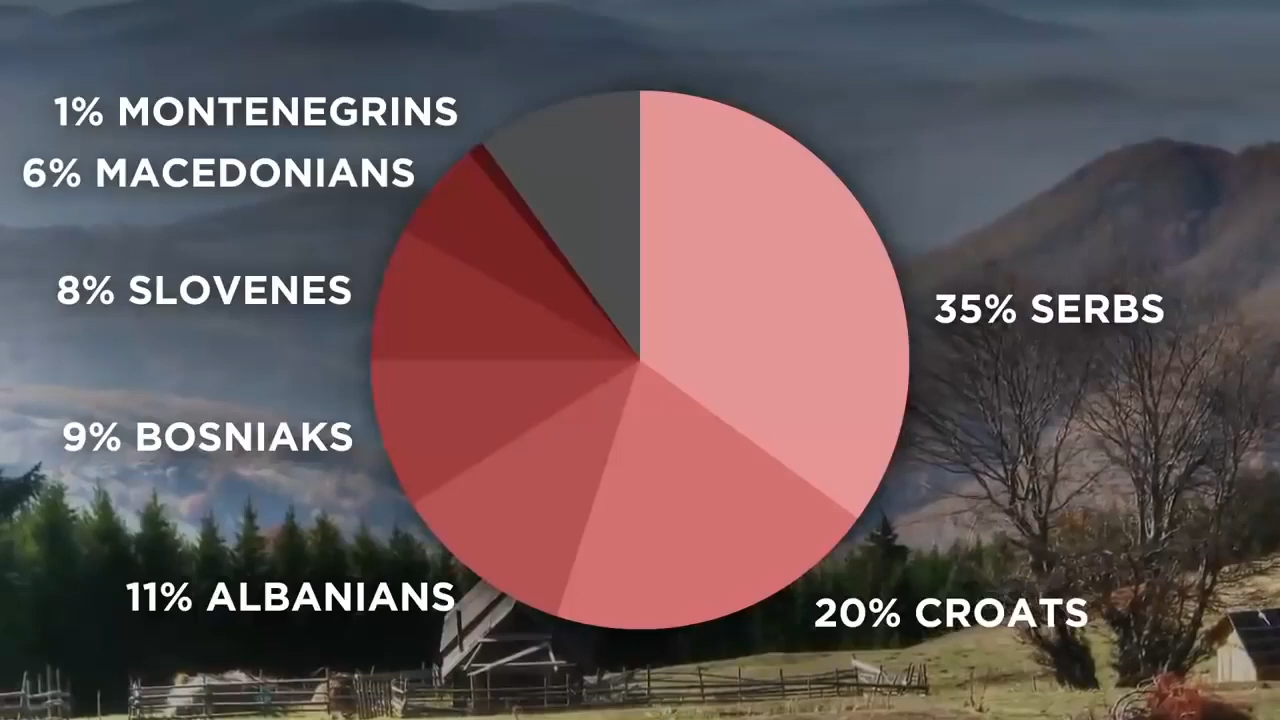 1% MONTENEGRINS
6% MACEDONIANS
8% SLOVENES
35% SERBS
9% BOSNIAKS
11% ALBANIANS
20% CROATS